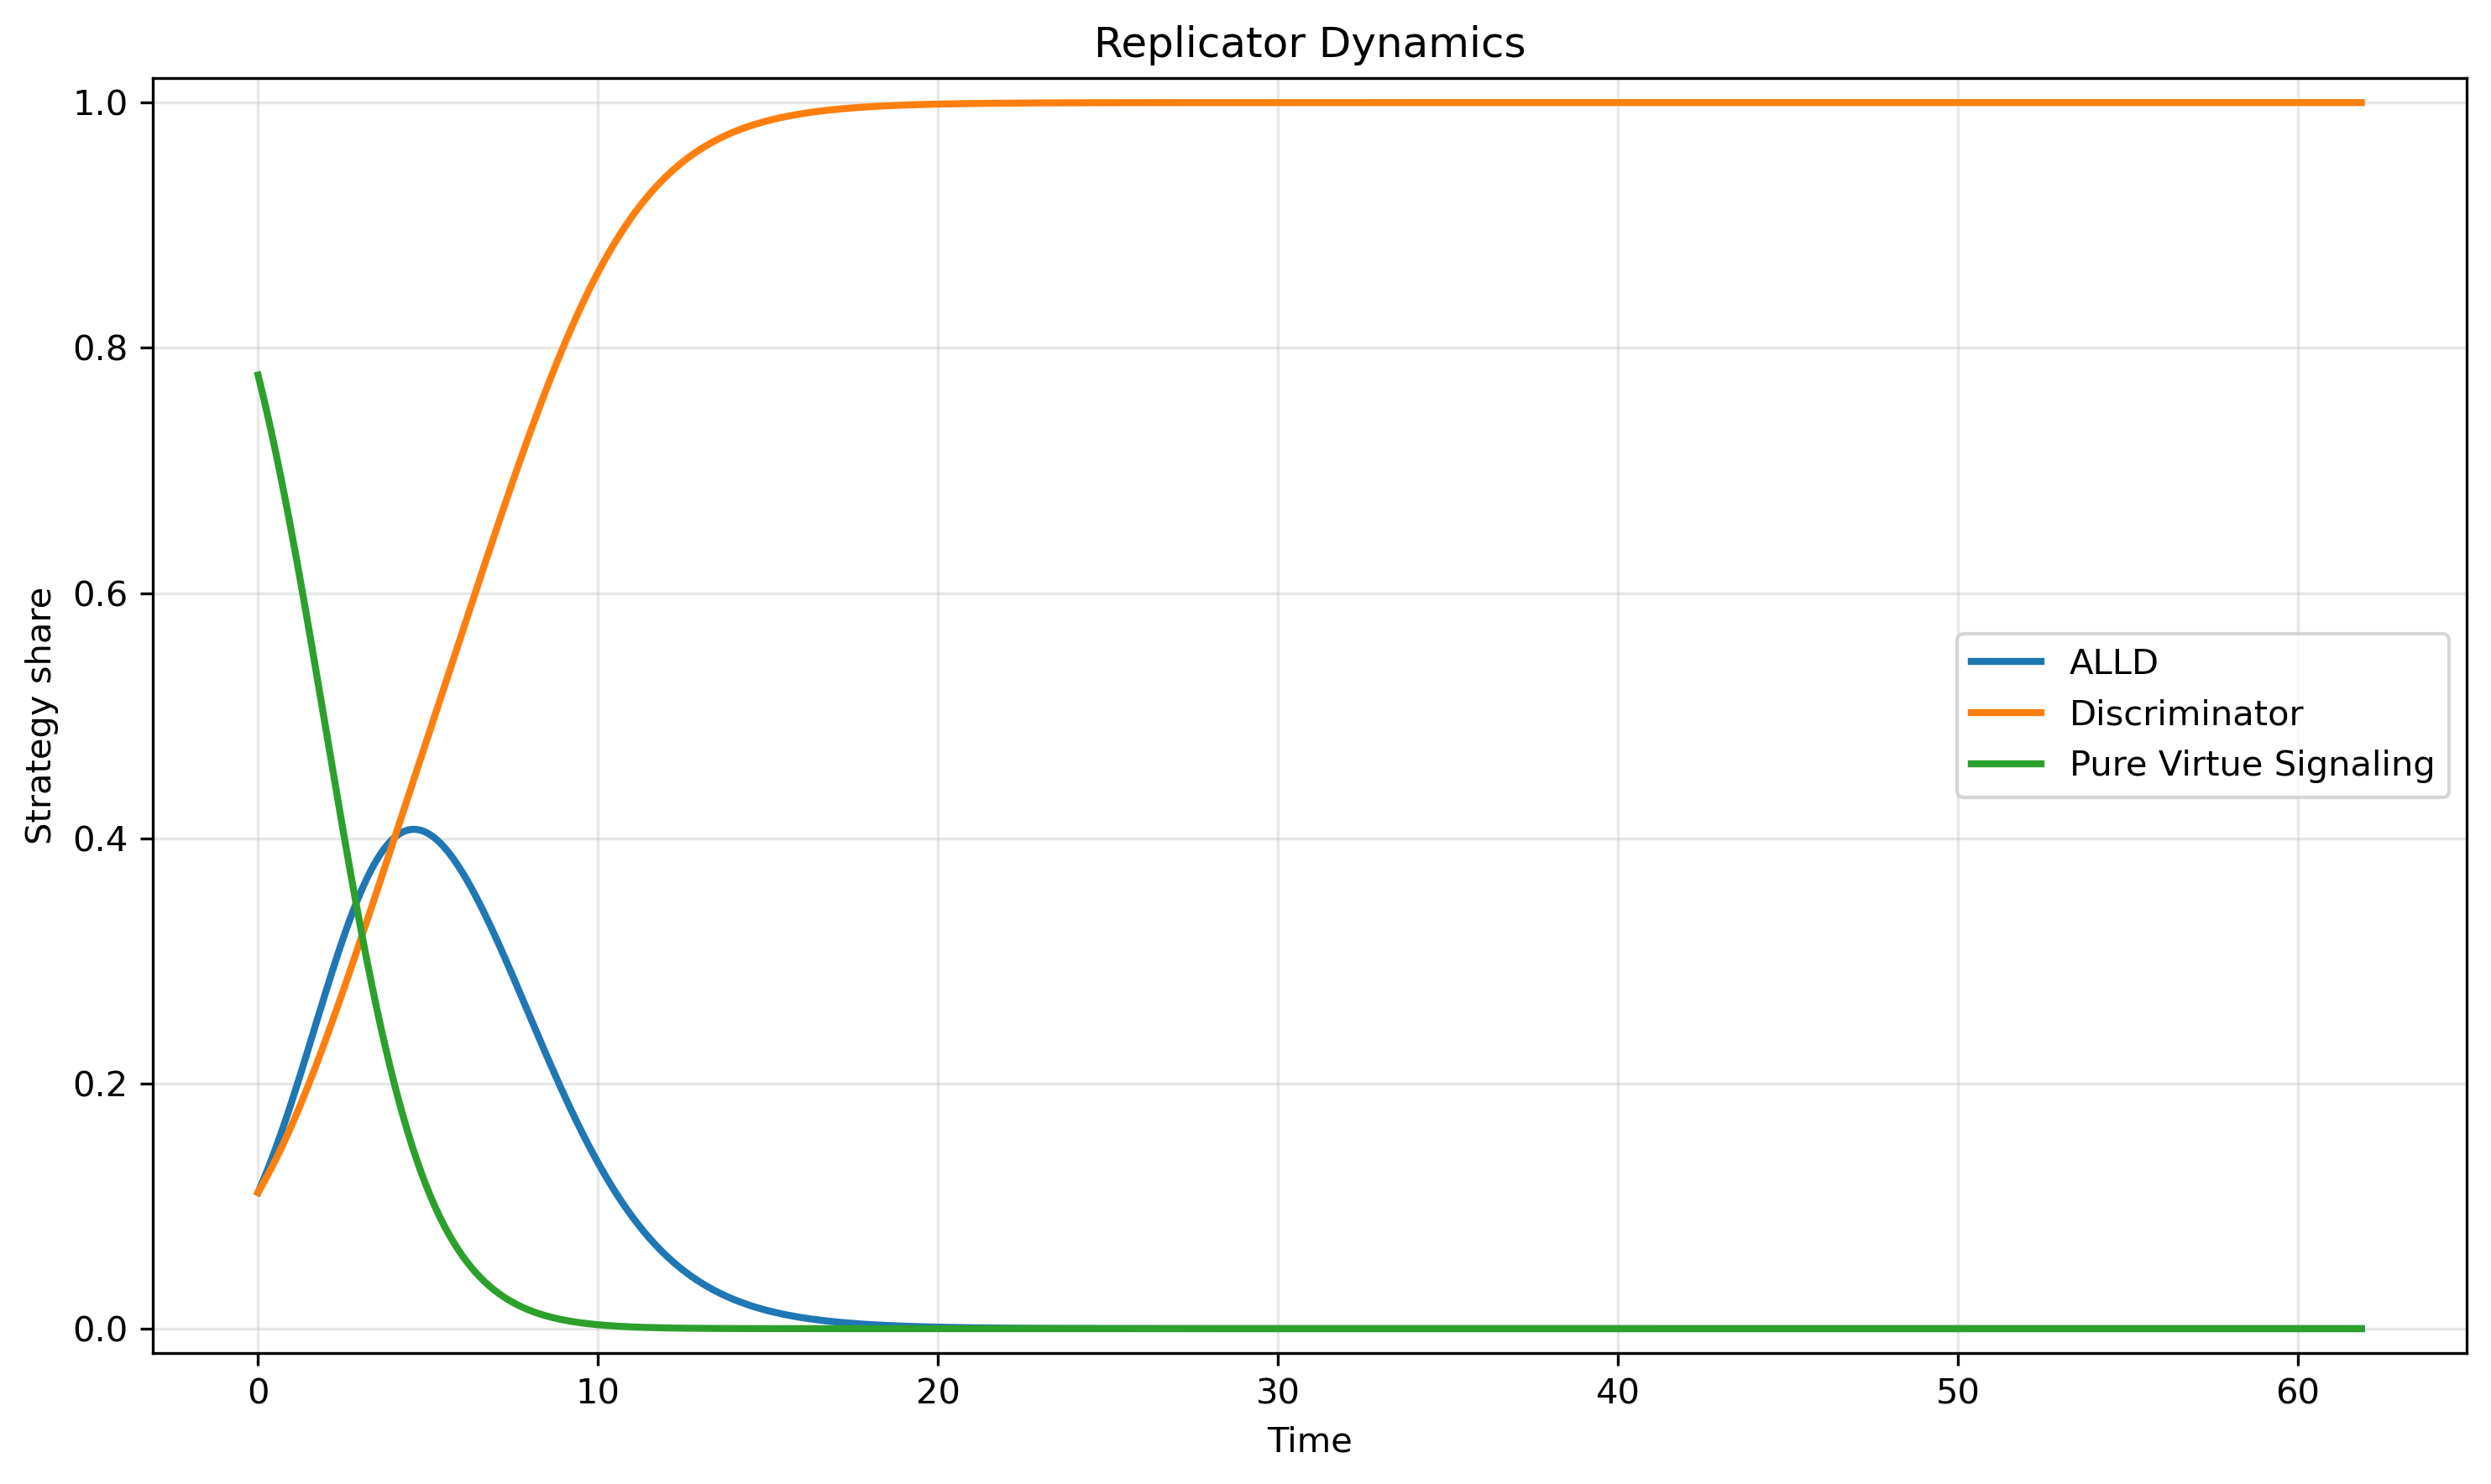 Replicator Dynamics
Strategy share
1.0
0.8
0.6
0.4
0.2
0.0
ALLD
Discriminator
Pure Virtue Signaling
0 10 20 30 40 50 60
Time